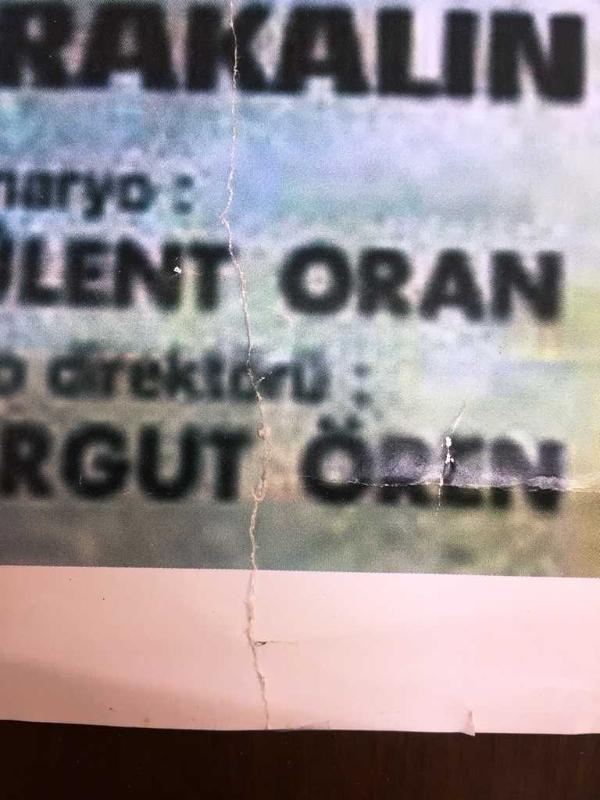 RAKALIN
naryo :
ÜLENT ORAN
o direktörü :
RGUT ÖREN